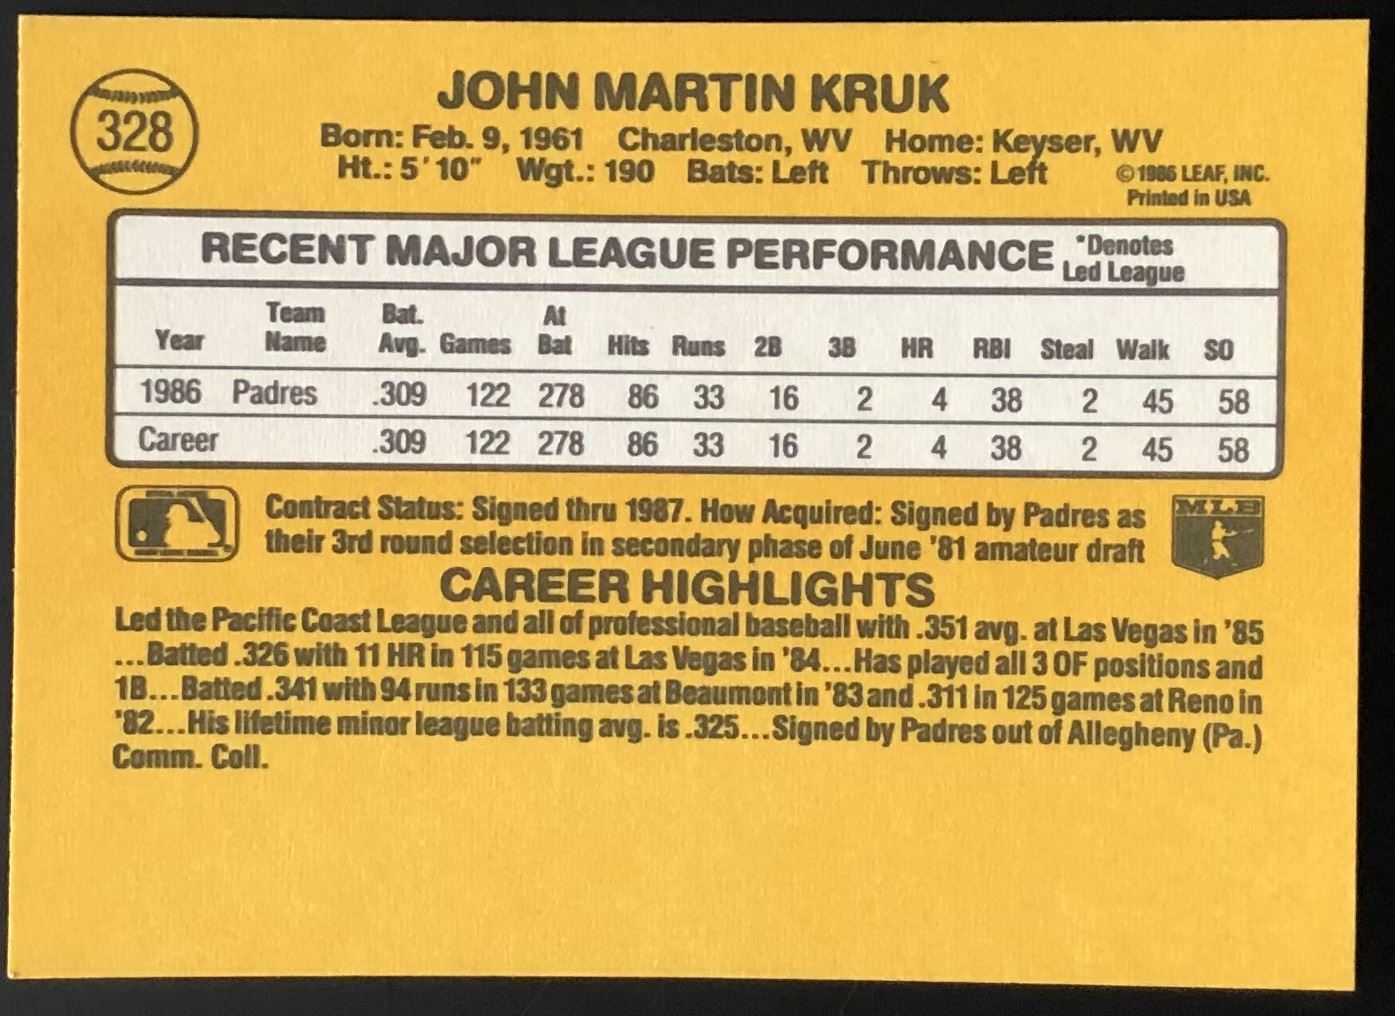 328
JOHN MARTIN KRUK
Born: Feb. 9, 1961 Charleston, WV Home: Keyser, WV
Ht.: 5' 10" Wgt.: 190 Bats: Left Throws: Left
©1986 LEAF, INC.
Printed in USA
RECENT MAJOR LEAGUE PERFORMANCE *Denotes Led League
Year Team Name Bat. Avg. Games At Bat Hits Runs 2B 3B HR RBI Steal Walk SO
1986 Padres .309 122 278 86 33 16 2 4 38 2 45 58
Career .309 122 278 86 33 16 2 4 38 2 45 58
Contract Status: Signed thru 1987. How Acquired: Signed by Padres as
their 3rd round selection in secondary phase of June '81 amateur draft
MLB
CAREER HIGHLIGHTS
Led the Pacific Coast League and all of professional baseball with .351 avg. at Las Vegas in '85
...Batted .326 with 11 HR in 115 games at Las Vegas in '84...Has played all 3 OF positions and
1B...Batted .341 with 94 runs in 133 games at Beaumont in '83 and .311 in 125 games at Reno in
'82...His lifetime minor league batting avg. is .325...Signed by Padres out of Allegheny (Pa.)
Comm. Coll.